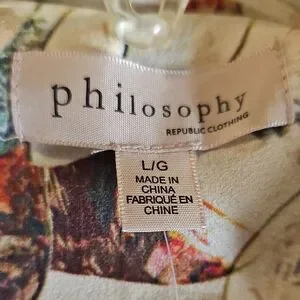 philosophy
REPUBLIC CLOTHING
L/G
MADE IN
CHINA
FABRIQUÉ EN
CHINE